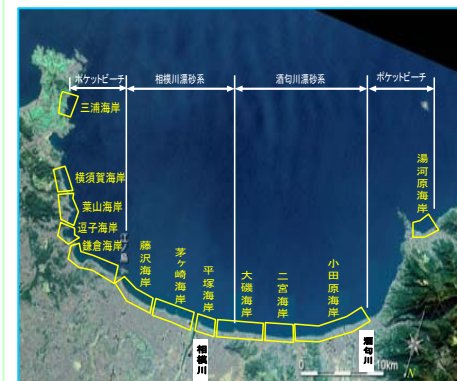 ポケットビーチ
相模川漂砂系
酒匂川漂砂系
ポケットビーチ
三浦海岸
横須賀海岸
葉山海岸
逗子海岸
鎌倉海岸
江ノ島
藤沢海岸
茅ヶ崎海岸
平塚海岸
大磯海岸
二宮海岸
小田原海岸
湯河原海岸
相模川
酒匂川
0
10km
N